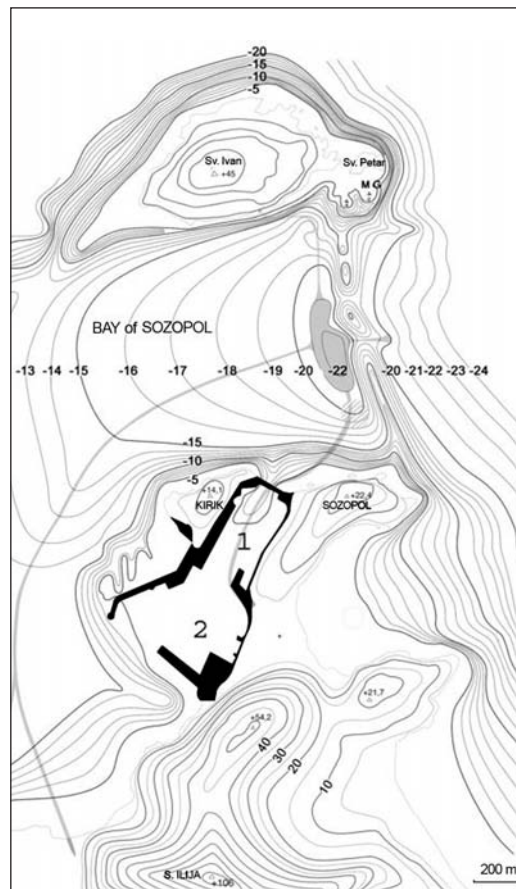 -20
-15
-10
-5
Sv. Ivan
+45
Sv. Petar
M G
BAY of SOZOPOL
-13 -14 -15 -16 -17 -18 -19 -20 -22 -20 -21 -22 -23 -24
-15
-10
-5
+14,1
KIRIK
+22,4
SOZOPOL
1
2
+21,7
+54,2
40
30
20
10
S. ILIJA
+106
200 m